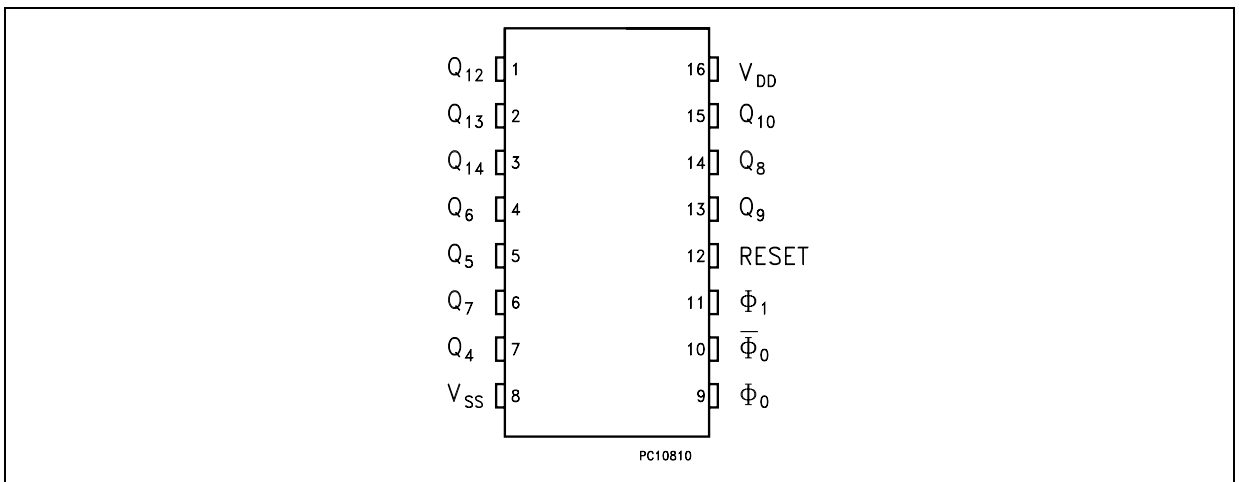 Q12 1 16 VDD
Q13 2 15 Q10
Q14 3 14 Q8
Q6 4 13 Q9
Q5 5 12 RESET
Q7 6 11 Φ1
Q4 7 10 Φ̅0
VSS 8 9 Φ0
PC10810